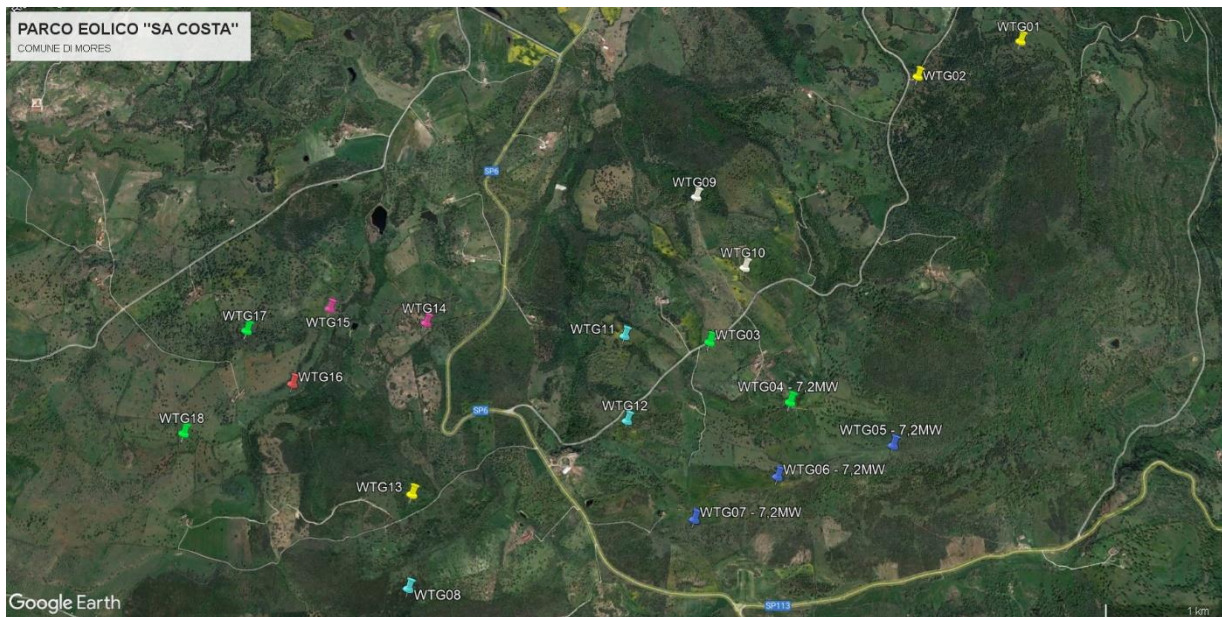 PARCO EOLICO "SA COSTA"
COMUNE DI MORES
WTG01
WTG02
SP6
WTG09
WTG10
WTG17
WTG15
WTG14
WTG11
WTG03
WTG16
WTG04 - 7,2MW
WTG18
SP6
WTG12
WTG05 - 7,2MW
WTG06 - 7,2MW
WTG13
WTG07 - 7,2MW
WTG08
Google Earth
SP113
1 km